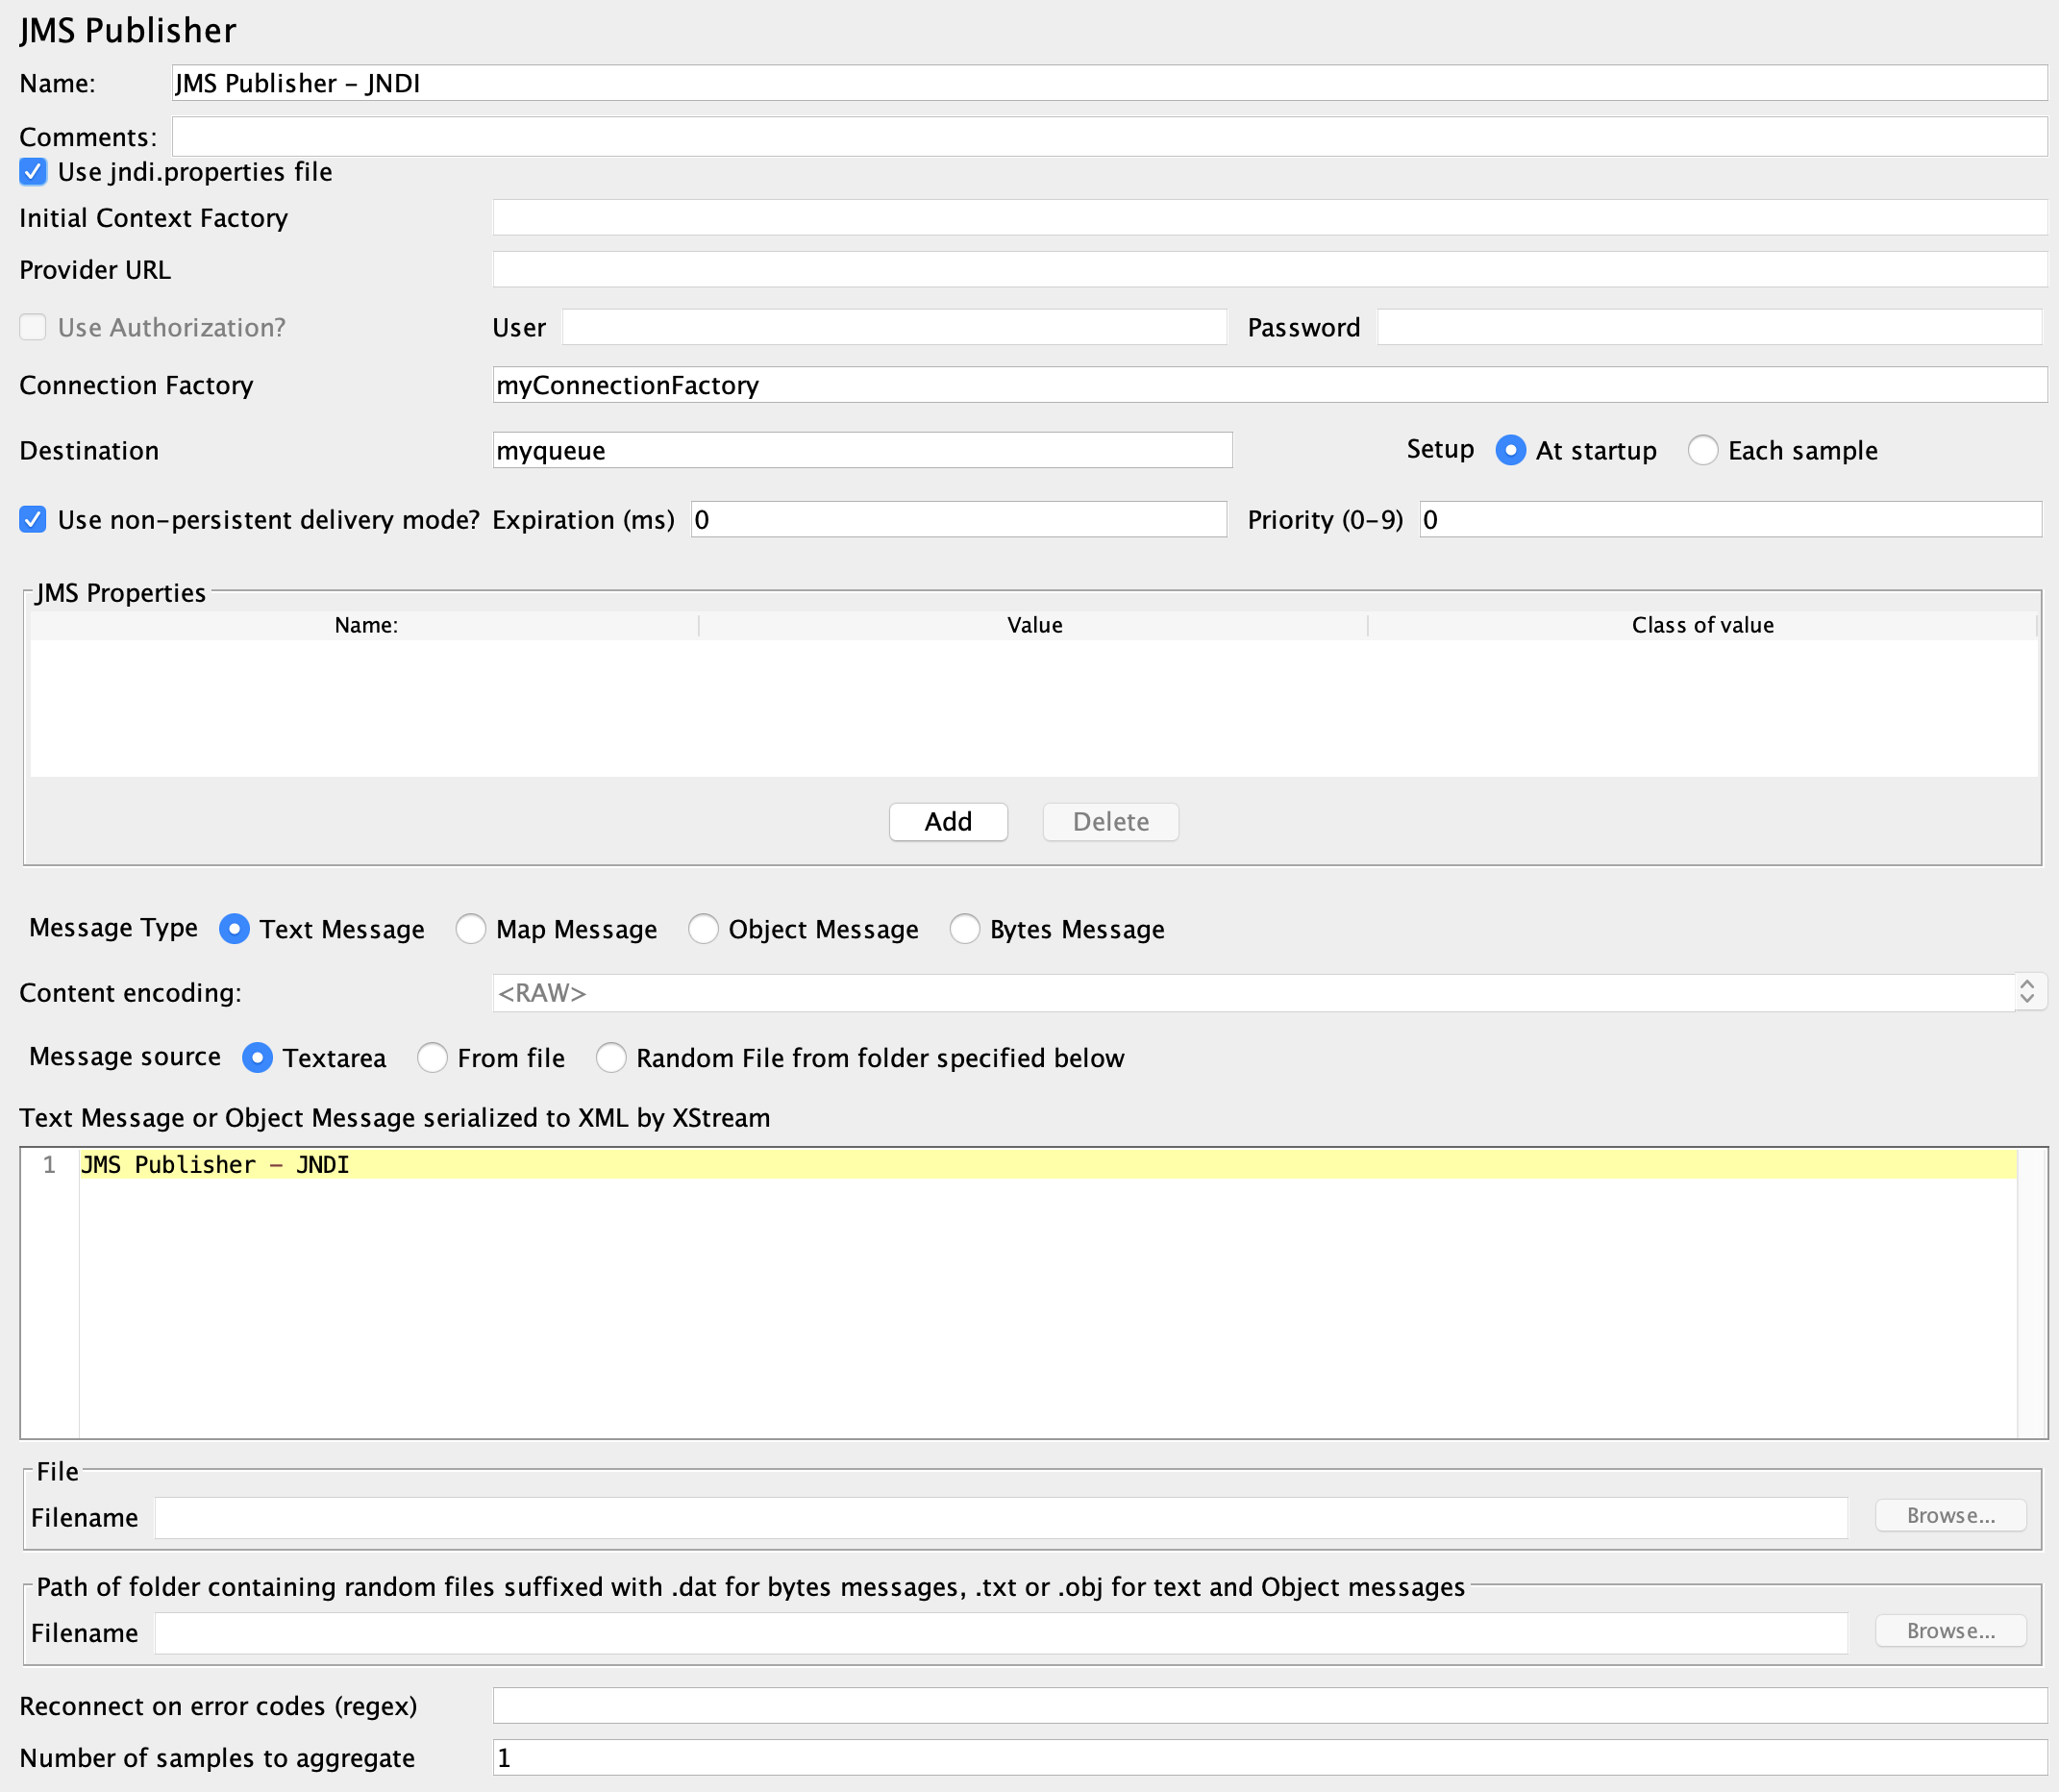 JMS Publisher
Name: JMS Publisher – JNDI
Comments:
Use jndi.properties file
Initial Context Factory
Provider URL
Use Authorization? User Password
Connection Factory myConnectionFactory
Destination myqueue Setup At startup Each sample
Use non-persistent delivery mode? Expiration (ms) 0 Priority (0-9) 0
JMS Properties
Name: Value Class of value
Add Delete
Message Type Text Message Map Message Object Message Bytes Message
Content encoding: <RAW>
Message source Textarea From file Random File from folder specified below
Text Message or Object Message serialized to XML by XStream
1 JMS Publisher – JNDI
File
Filename Browse...
Path of folder containing random files suffixed with .dat for bytes messages, .txt or .obj for text and Object messages
Filename Browse...
Reconnect on error codes (regex)
Number of samples to aggregate 1